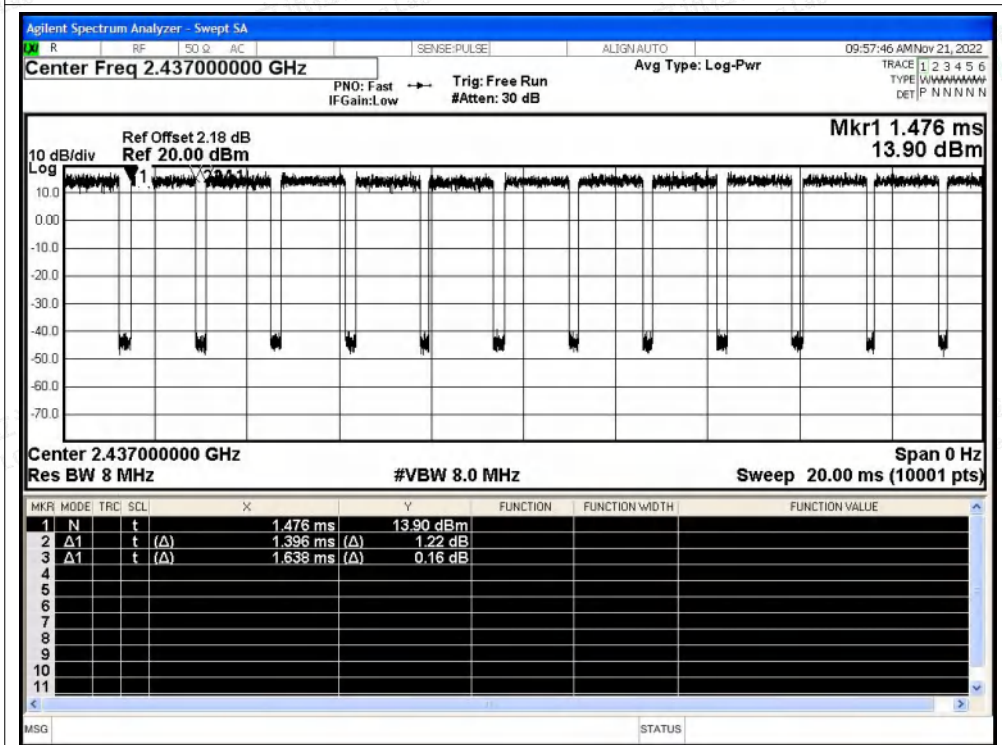 Agilent Spectrum Analyzer - Swept SA
LXI R RF 50 Ω AC SENSE:PULSE ALIGN AUTO 09:57:46 AM Nov 21, 2022
Center Freq 2.437000000 GHz Avg Type: Log-Pwr TRACE 1 2 3 4 5 6
PNO: Fast Trig: Free Run TYPE WWWWWW
IFGain:Low #Atten: 30 dB DET P N N N N N
Mkr1 1.476 ms
Ref Offset 2.18 dB
10 dB/div Ref 20.00 dBm 13.90 dBm
Log
1
10.0
0.00
-10.0
-20.0
-30.0
-40.0
-50.0
-60.0
-70.0
Center 2.437000000 GHz Span 0 Hz
Res BW 8 MHz #VBW 8.0 MHz Sweep 20.00 ms (10001 pts)
MKR MODE TRC SCL X Y FUNCTION FUNCTION WIDTH FUNCTION VALUE
1 N t 1.476 ms 13.90 dBm
2 Δ1 t (Δ) 1.396 ms (Δ) 1.22 dB
3 Δ1 t (Δ) 1.638 ms (Δ) 0.16 dB
4
5
6
7
8
9
10
11
MSG STATUS